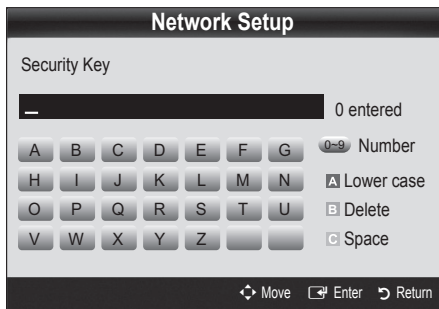 Network Setup
Security Key
_ 0 entered
A B C D E F G 0~9 Number
H I J K L M N A Lower case
O P Q R S T U B Delete
V W X Y Z C Space
Move Enter Return